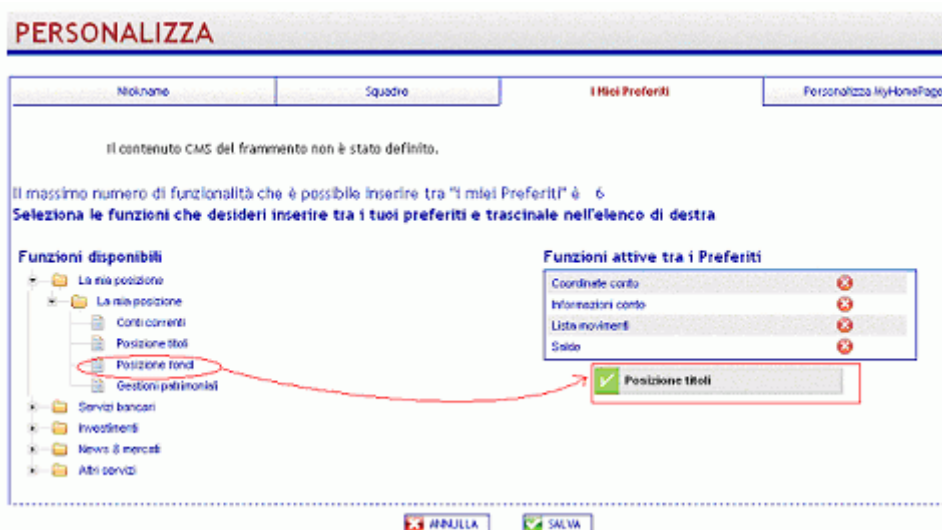 PERSONALIZZA
Nickname
Squadre
I Miei Preferiti
Personalizza MyHomePage
Il contenuto CMS del frammento non è stato definito.
Il massimo numero di funzionalità che è possibile inserire tra "i miei Preferiti" è 6
Seleziona le funzioni che desideri inserire tra i tuoi preferiti e trascinale nell'elenco di destra
Funzioni disponibili
La mia posizione
La mia posizione
Conti correnti
Posizione titoli
Posizione fondi
Gestioni patrimoniali
Servizi bancari
Investimenti
News & mercati
Altri servizi
Funzioni attive tra i Preferiti
Coordinate conto
Informazioni conto
Lista movimenti
Saldo
Posizione titoli
ANNULLA
SALVA